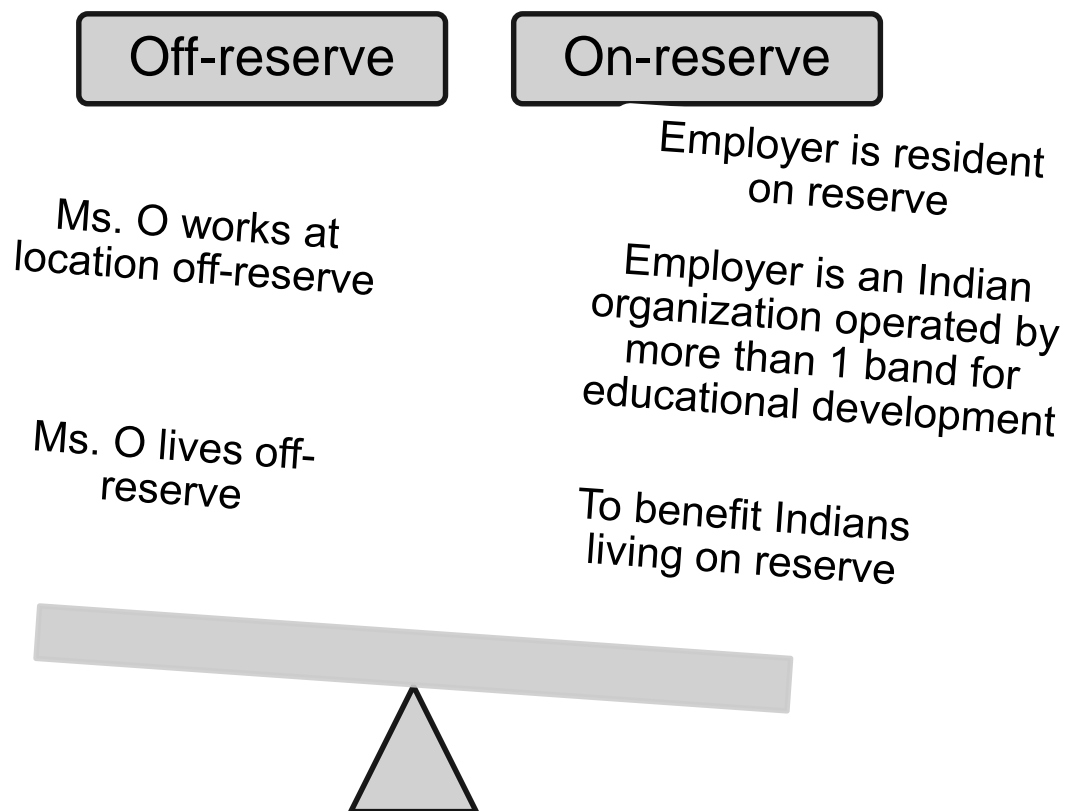 Off-reserve
On-reserve
Ms. O works at
location off-reserve
Ms. O lives off-
reserve
Employer is resident
on reserve
Employer is an Indian
organization operated by
more than 1 band for
educational development
To benefit Indians
living on reserve